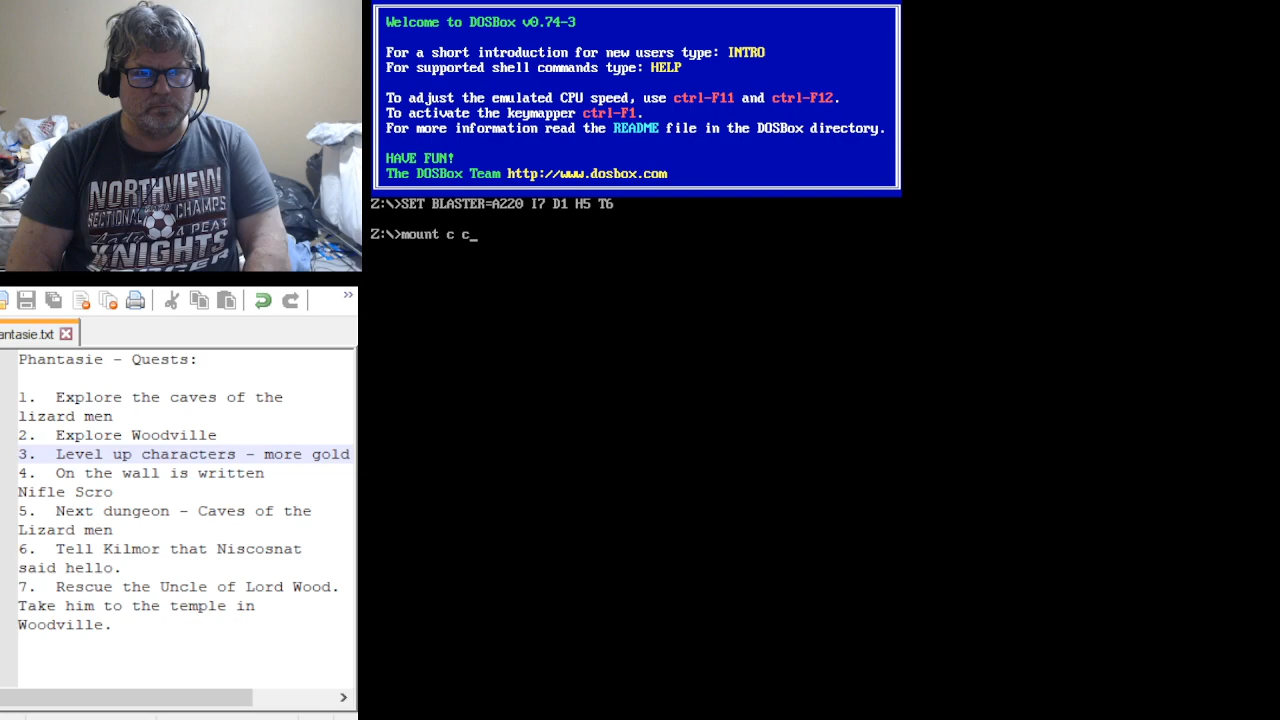 NORTHVIEW
SECTIONAL CHAMPS
Lady A PEAT
KNIGHTS
Welcome to DOSBox v0.74-3
For a short introduction for new users type: INTRO
For supported shell commands type: HELP
To adjust the emulated CPU speed, use ctrl-F11 and ctrl-F12.
To activate the keymapper ctrl-F1.
For more information read the README file in the DOSBox directory.
HAVE FUN!
The DOSBox Team http://www.dosbox.com
Z:\>SET BLASTER=A220 I7 D1 H5 T6
Z:\>mount c c_
antasie.txt
Phantasie - Quests:
1. Explore the caves of the
lizard men
2. Explore Woodville
3. Level up characters - more gold
4. On the wall is written
Nifle Scro
5. Next dungeon - Caves of the
Lizard men
6. Tell Kilmor that Niscosnat
said hello.
7. Rescue the Uncle of Lord Wood.
Take him to the temple in
Woodville.